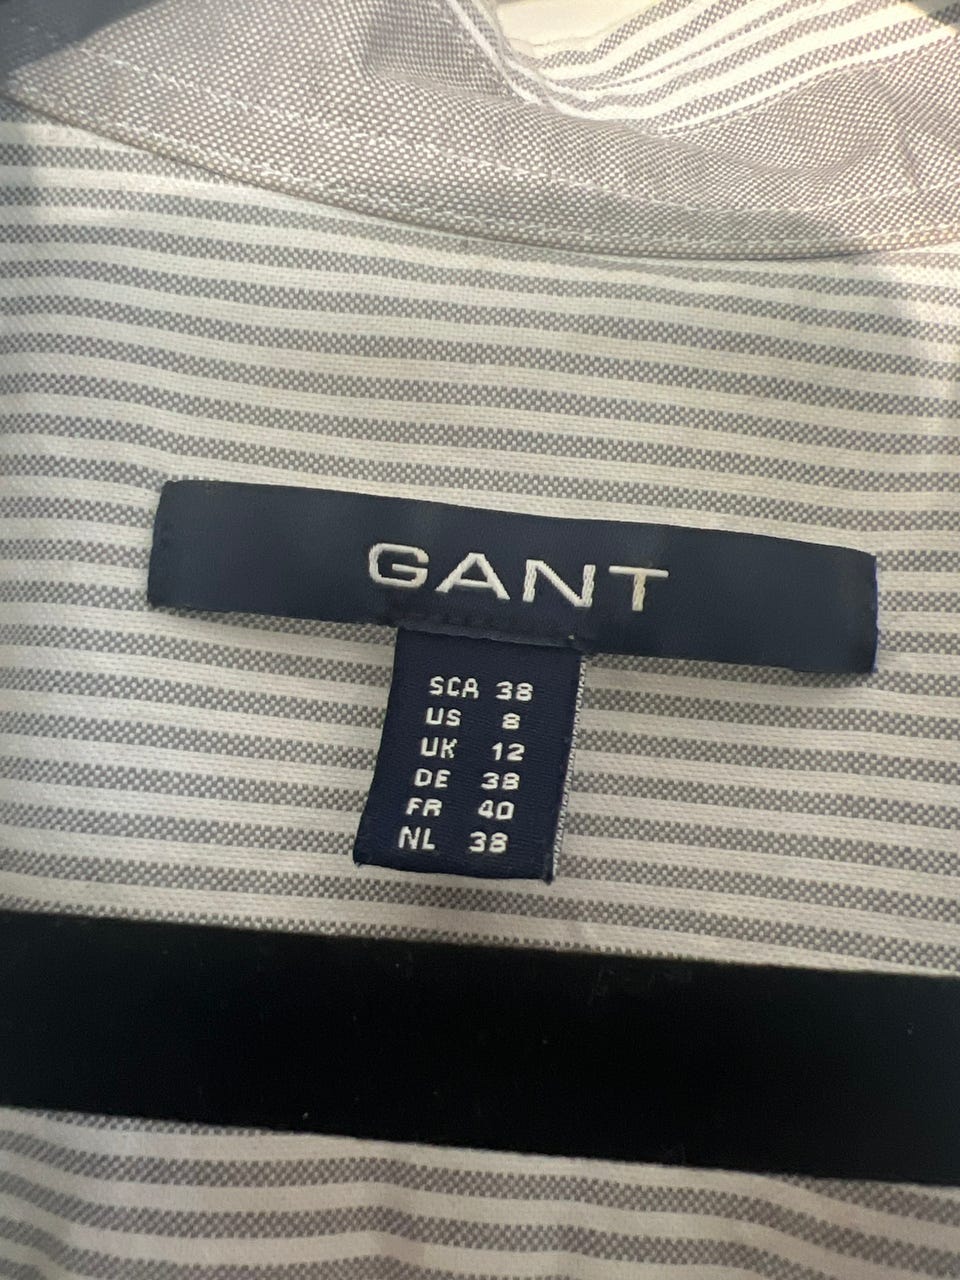 GANT
SCA 38
US 8
UK 12
DE 38
FR 40
NL 38